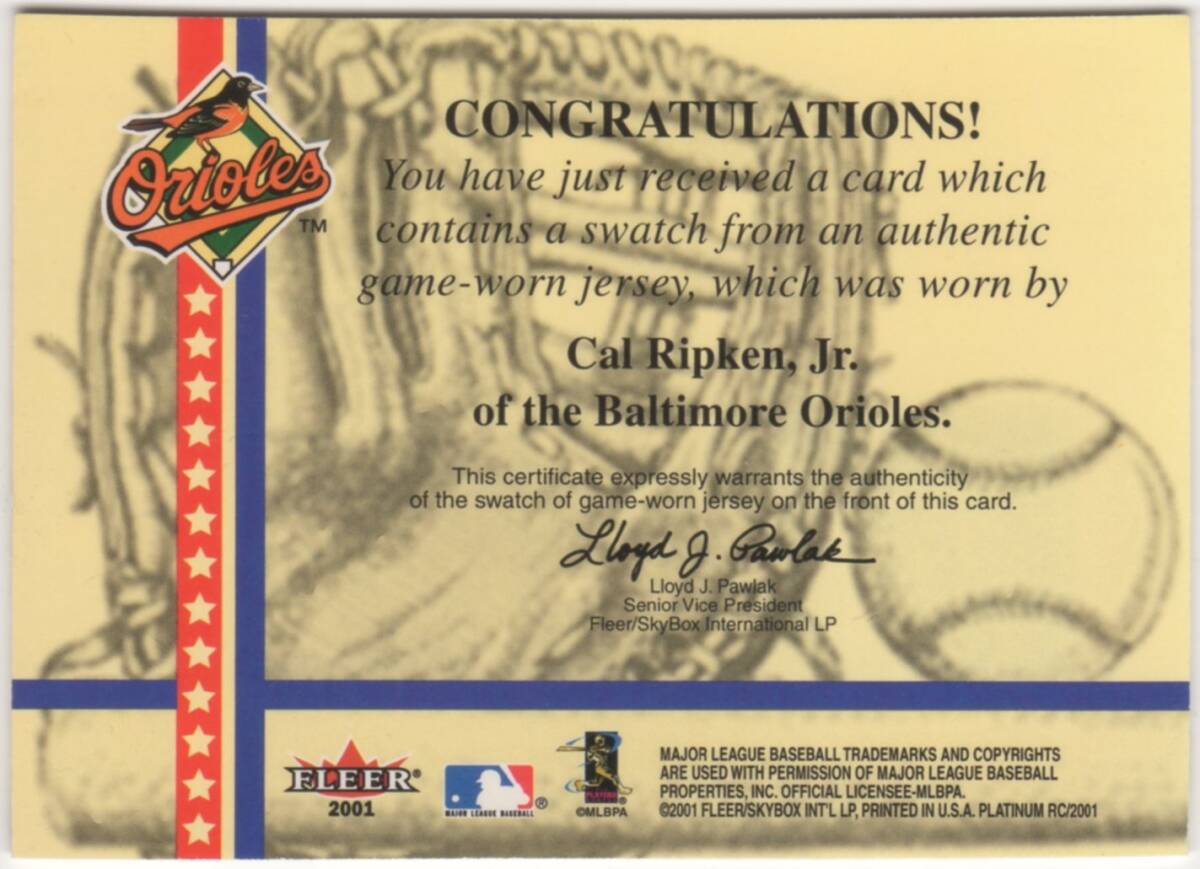 Orioles
TM
CONGRATULATIONS!
You have just received a card which
contains a swatch from an authentic
game-worn jersey, which was worn by
Cal Ripken, Jr.
of the Baltimore Orioles.
This certificate expressly warrants the authenticity
of the swatch of game-worn jersey on the front of this card.
Lloyd J. Pawlak
Lloyd J. Pawlak
Senior Vice President
Fleer/SkyBox International LP
FLEER®
2001
MAJOR LEAGUE BASEBALL
®
PLAYERS
®
©MLBPA
MAJOR LEAGUE BASEBALL TRADEMARKS AND COPYRIGHTS
ARE USED WITH PERMISSION OF MAJOR LEAGUE BASEBALL
PROPERTIES, INC. OFFICIAL LICENSEE-MLBPA.
©2001 FLEER/SKYBOX INT'L LP, PRINTED IN U.S.A. PLATINUM RC/2001